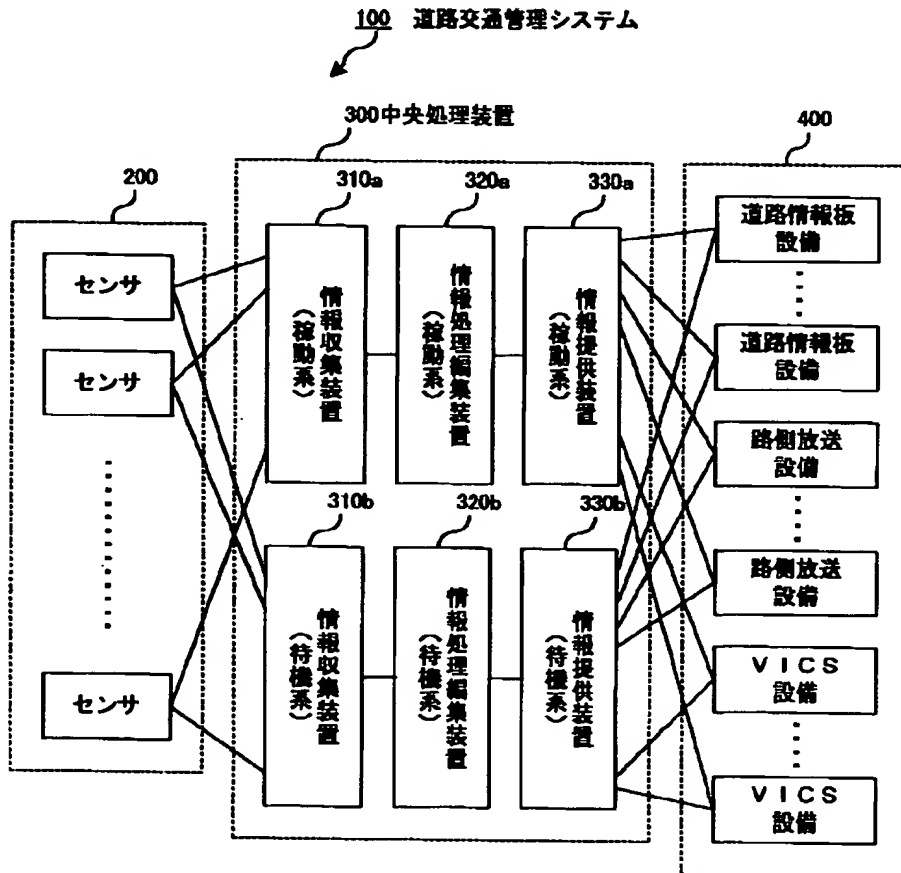 100 道路交通管理システム
300中央処理装置
400
200
310a
320a
330a
センサ
センサ
センサ
情報収集装置
(稼動系)
情報処理編集装置
(稼動系)
情報提供装置
(稼動系)
310b
320b
330b
情報収集装置
(待機系)
情報処理編集装置
(待機系)
情報提供装置
(待機系)
道路情報板
設備
道路情報板
設備
路側放送
設備
路側放送
設備
VICS
設備
VICS
設備